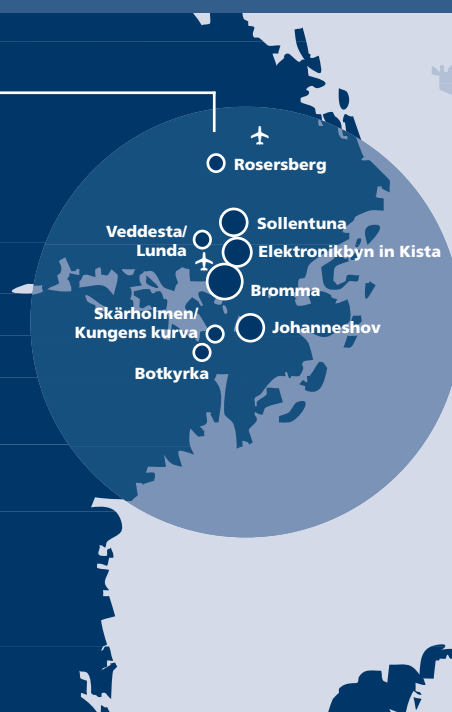 Rosersberg
Sollentuna
Veddesta/
Lunda
Elektronikbyn in Kista
Bromma
Skärholmen/
Kungens kurva
Johanneshov
Botkyrka